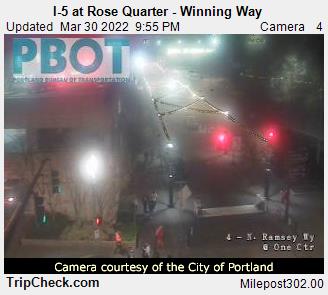 I-5 at Rose Quarter - Winning Way
Updated Mar 30 2022 9:55 PM Camera 4
PBOT
PORTLAND BUREAU OF TRANSPORTATION
4 - N. Ramsey Wy
@ One Ctr
Camera courtesy of the City of Portland
TripCheck.com Milepost302.00